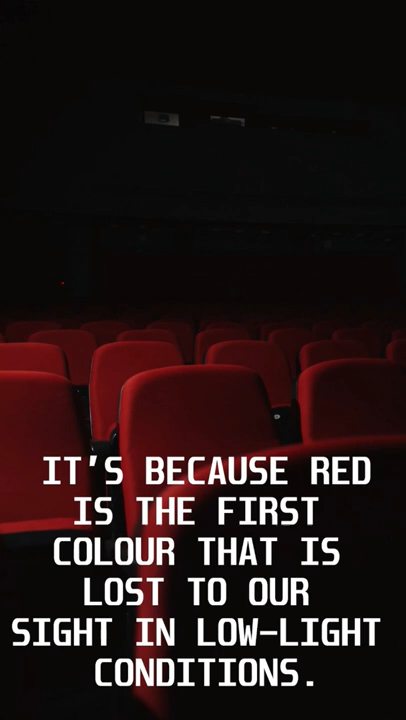 IT'S BECAUSE RED
IS THE FIRST
COLOUR THAT IS
LOST TO OUR
SIGHT IN LOW-LIGHT
CONDITIONS.